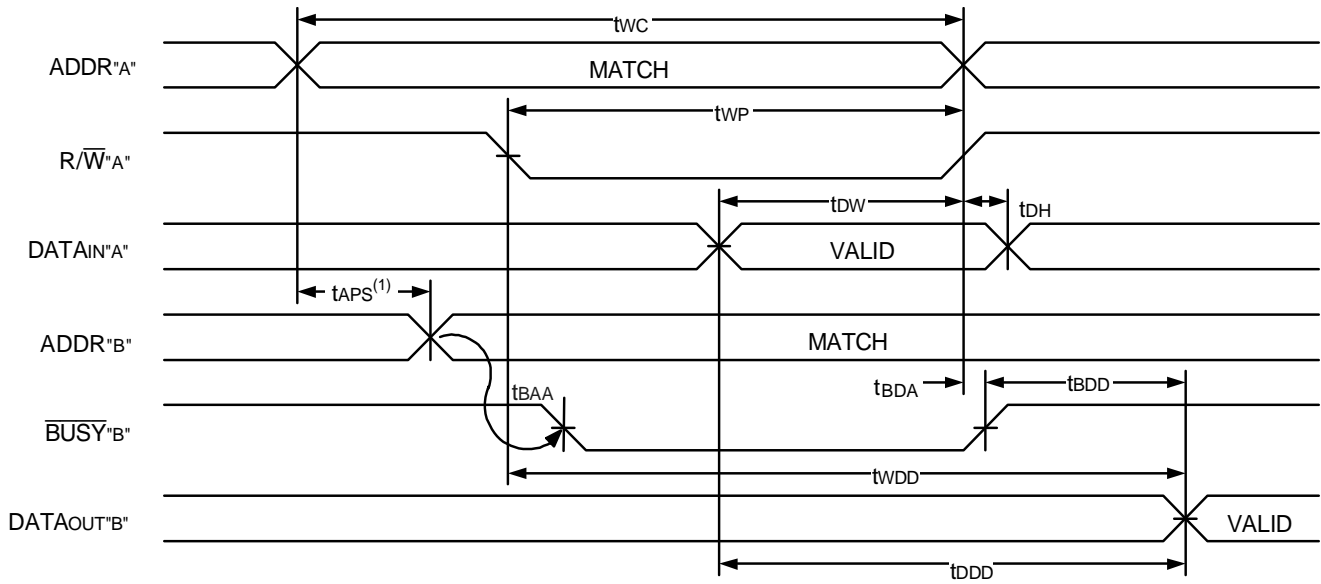 tWC
ADDR"A"
MATCH
tWP
R/W̅"A"
tDW
tDH
DATAIN"A"
VALID
tAPS(1)
ADDR"B"
MATCH
tBAA
tBDA
tBDD
B̅U̅S̅Y̅"B"
tWDD
DATAOUT"B"
VALID
tDDD